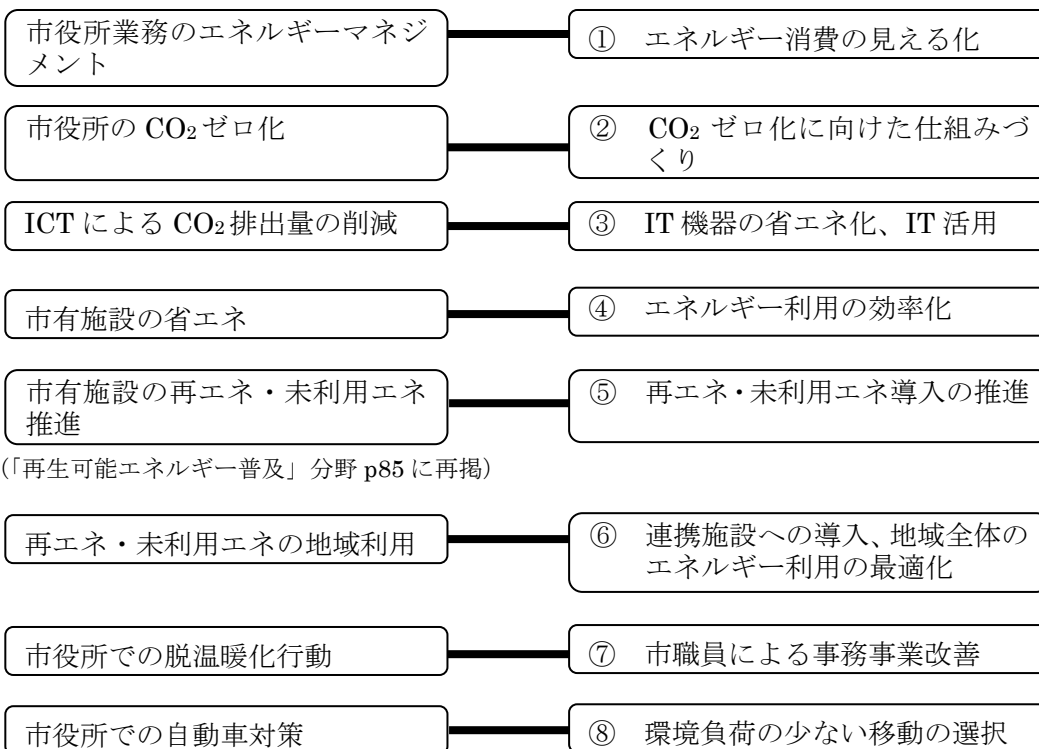 市役所業務のエネルギーマネジ
メント
① エネルギー消費の見える化
市役所の CO₂ ゼロ化
② CO₂ ゼロ化に向けた仕組みづ
くり
ICT による CO₂ 排出量の削減
③ IT 機器の省エネ化、IT 活用
市有施設の省エネ
④ エネルギー利用の効率化
市有施設の再エネ・未利用エネ
推進
⑤ 再エネ・未利用エネ導入の推進
(「再生可能エネルギー普及」分野 p85 に再掲)
再エネ・未利用エネの地域利用
⑥ 連携施設への導入、地域全体の
エネルギー利用の最適化
市役所での脱温暖化行動
⑦ 市職員による事務事業改善
市役所での自動車対策
⑧ 環境負荷の少ない移動の選択